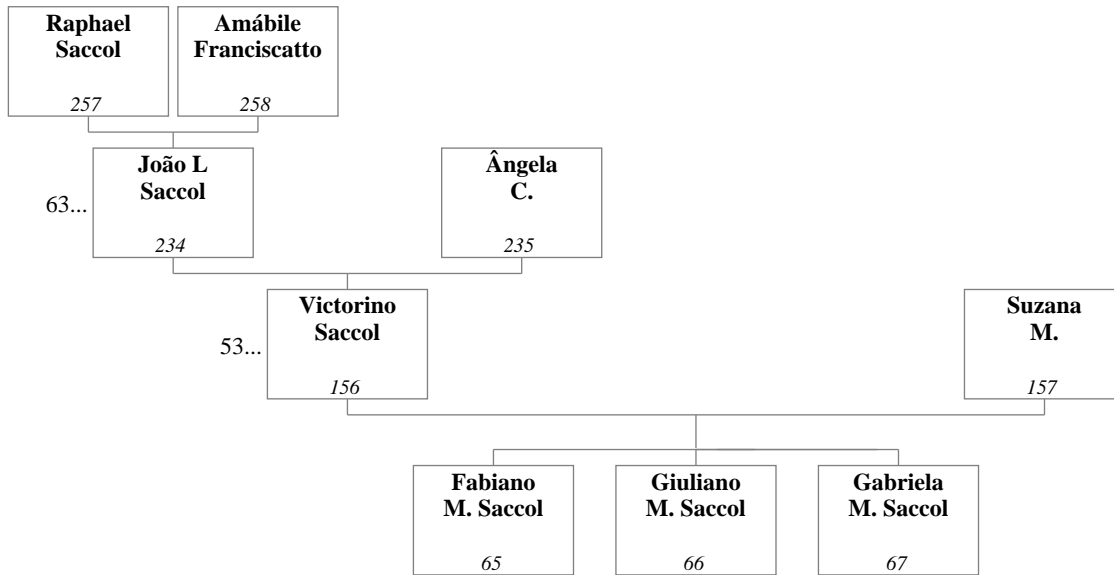 Raphael
Saccol
257
Amábile
Franciscatto
258
63...
João L
Saccol
234
Ângela
C.
235
53...
Victorino
Saccol
156
Suzana
M.
157
Fabiano
M. Saccol
65
Giuliano
M. Saccol
66
Gabriela
M. Saccol
67